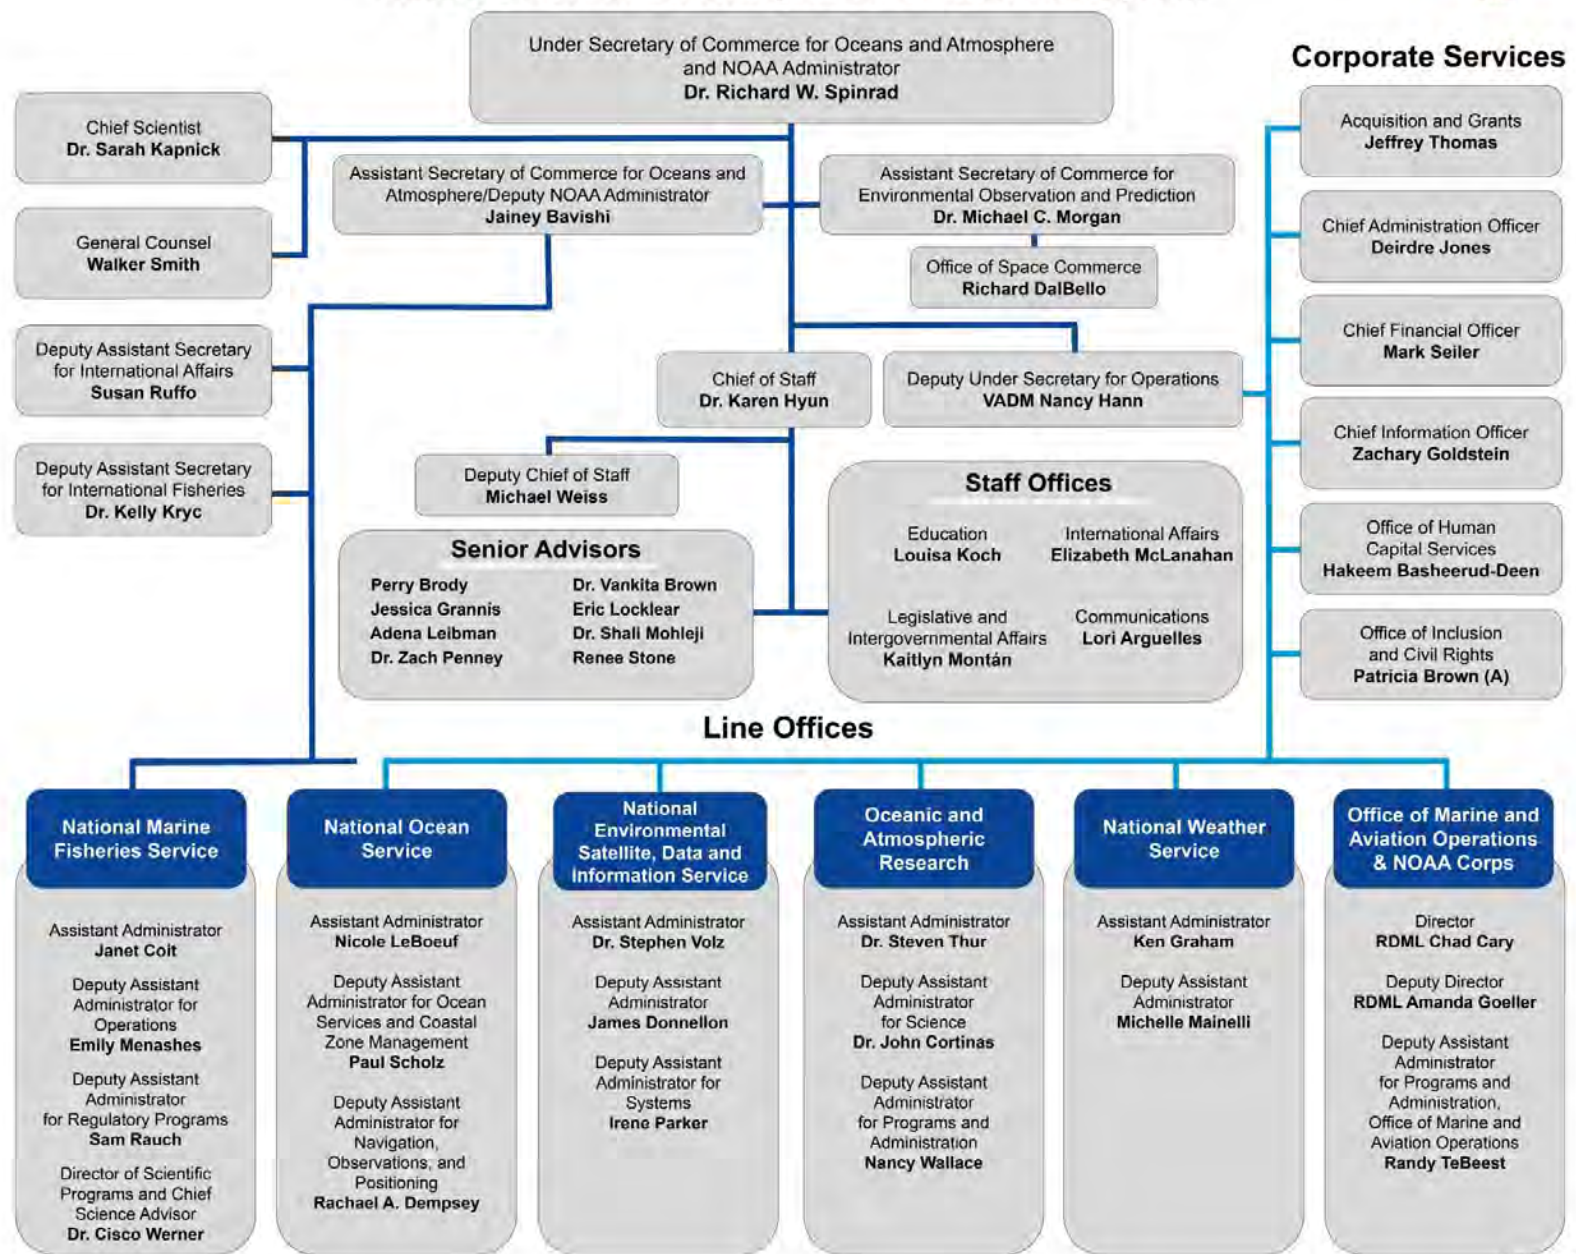 Under Secretary of Commerce for Oceans and Atmosphere
and NOAA Administrator
Dr. Richard W. Spinrad
Corporate Services
Chief Scientist
Dr. Sarah Kapnick
General Counsel
Walker Smith
Assistant Secretary of Commerce for Oceans and
Atmosphere/Deputy NOAA Administrator
Jainey Bavishi
Assistant Secretary of Commerce for
Environmental Observation and Prediction
Dr. Michael C. Morgan
Office of Space Commerce
Richard DalBello
Deputy Assistant Secretary
for International Affairs
Susan Ruffo
Deputy Assistant Secretary
for International Fisheries
Dr. Kelly Kryc
Chief of Staff
Dr. Karen Hyun
Deputy Under Secretary for Operations
VADM Nancy Hann
Deputy Chief of Staff
Michael Weiss
Senior Advisors
Perry Brody
Jessica Grannis
Adena Leibman
Dr. Zach Penney
Dr. Vankita Brown
Eric Locklear
Dr. Shali Mohleji
Renee Stone
Staff Offices
Education
Louisa Koch
International Affairs
Elizabeth McLanahan
Legislative and
Intergovernmental Affairs
Kaitlyn Montán
Communications
Lori Arguelles
Acquisition and Grants
Jeffrey Thomas
Chief Administration Officer
Deirdre Jones
Chief Financial Officer
Mark Seiler
Chief Information Officer
Zachary Goldstein
Office of Human
Capital Services
Hakeem Basheerud-Deen
Office of Inclusion
and Civil Rights
Patricia Brown (A)
Line Offices
National Marine
Fisheries Service
Assistant Administrator
Janet Coit
Deputy Assistant
Administrator for
Operations
Emily Menashes
Deputy Assistant
Administrator
for Regulatory Programs
Sam Rauch
Director of Scientific
Programs and Chief
Science Advisor
Dr. Cisco Werner
National Ocean
Service
Assistant Administrator
Nicole LeBoeuf
Deputy Assistant
Administrator for Ocean
Services and Coastal
Zone Management
Paul Scholz
Deputy Assistant
Administrator for
Navigation,
Observations, and
Positioning
Rachael A. Dempsey
National
Environmental
Satellite, Data and
Information Service
Assistant Administrator
Dr. Stephen Volz
Deputy Assistant
Administrator
James Donnellon
Deputy Assistant
Administrator for
Systems
Irene Parker
Oceanic and
Atmospheric
Research
Assistant Administrator
Dr. Steven Thur
Deputy Assistant
Administrator
for Science
Dr. John Cortinas
Deputy Assistant
Administrator
for Programs and
Administration
Nancy Wallace
National Weather
Service
Assistant Administrator
Ken Graham
Deputy Assistant
Administrator
Michelle Mainelli
Office of Marine and
Aviation Operations
& NOAA Corps
Director
RDML Chad Cary
Deputy Director
RDML Amanda Goeller
Deputy Assistant
Administrator
for Programs and
Administration,
Office of Marine and
Aviation Operations
Randy TeBeest